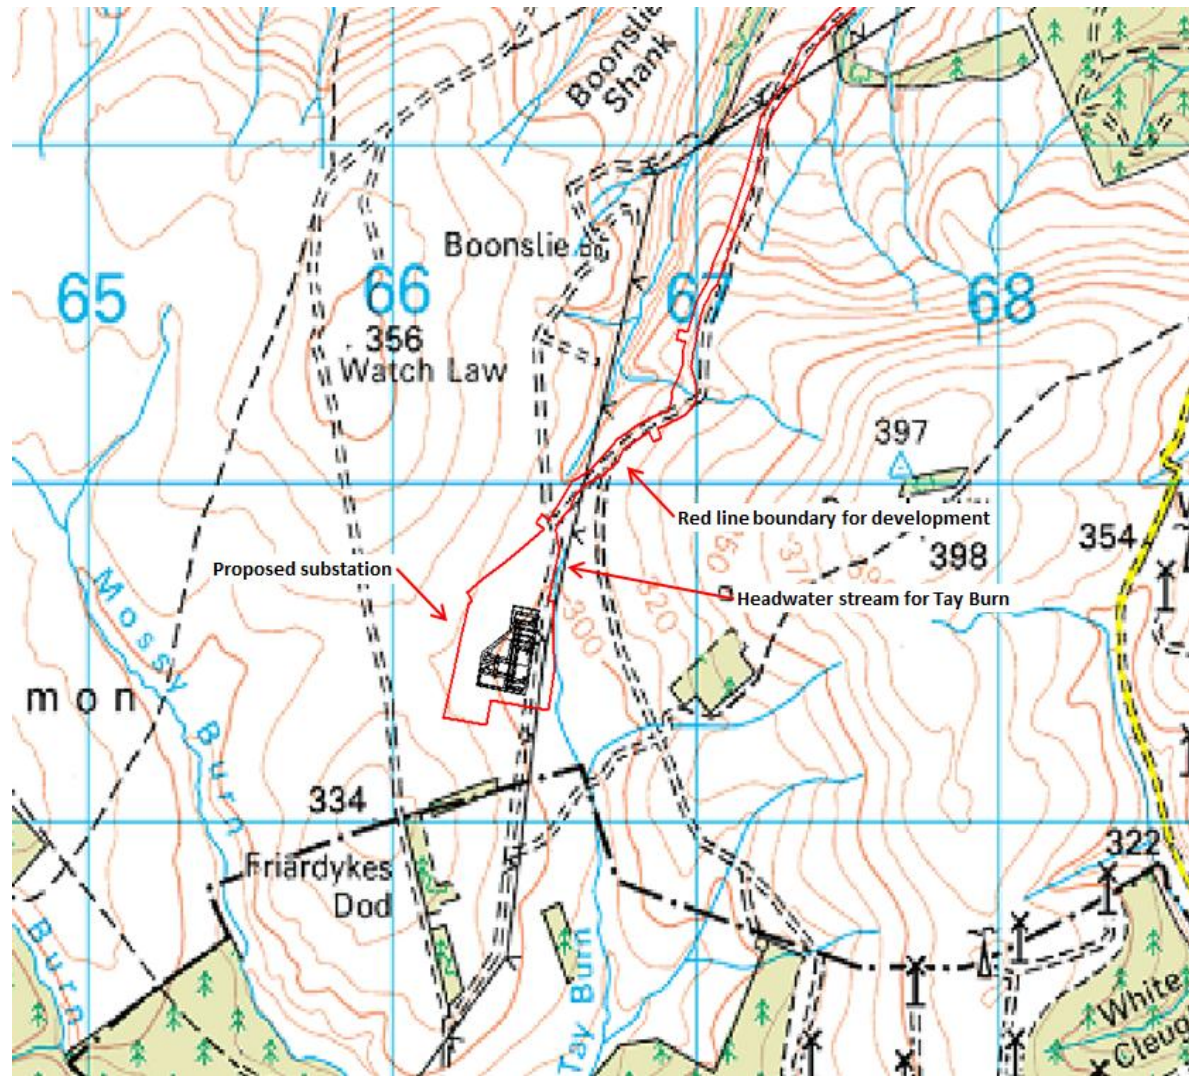 Boonslie
Shank
Boonslie
65
66
67
68
356
Watch Law
397
Red line boundary for development
354
398
Proposed substation
Headwater stream for Tay Burn
300
320
Mossy Burn
mon
334
322
Friardykes
Dod
Burn
Tay Burn
White
Cleugh